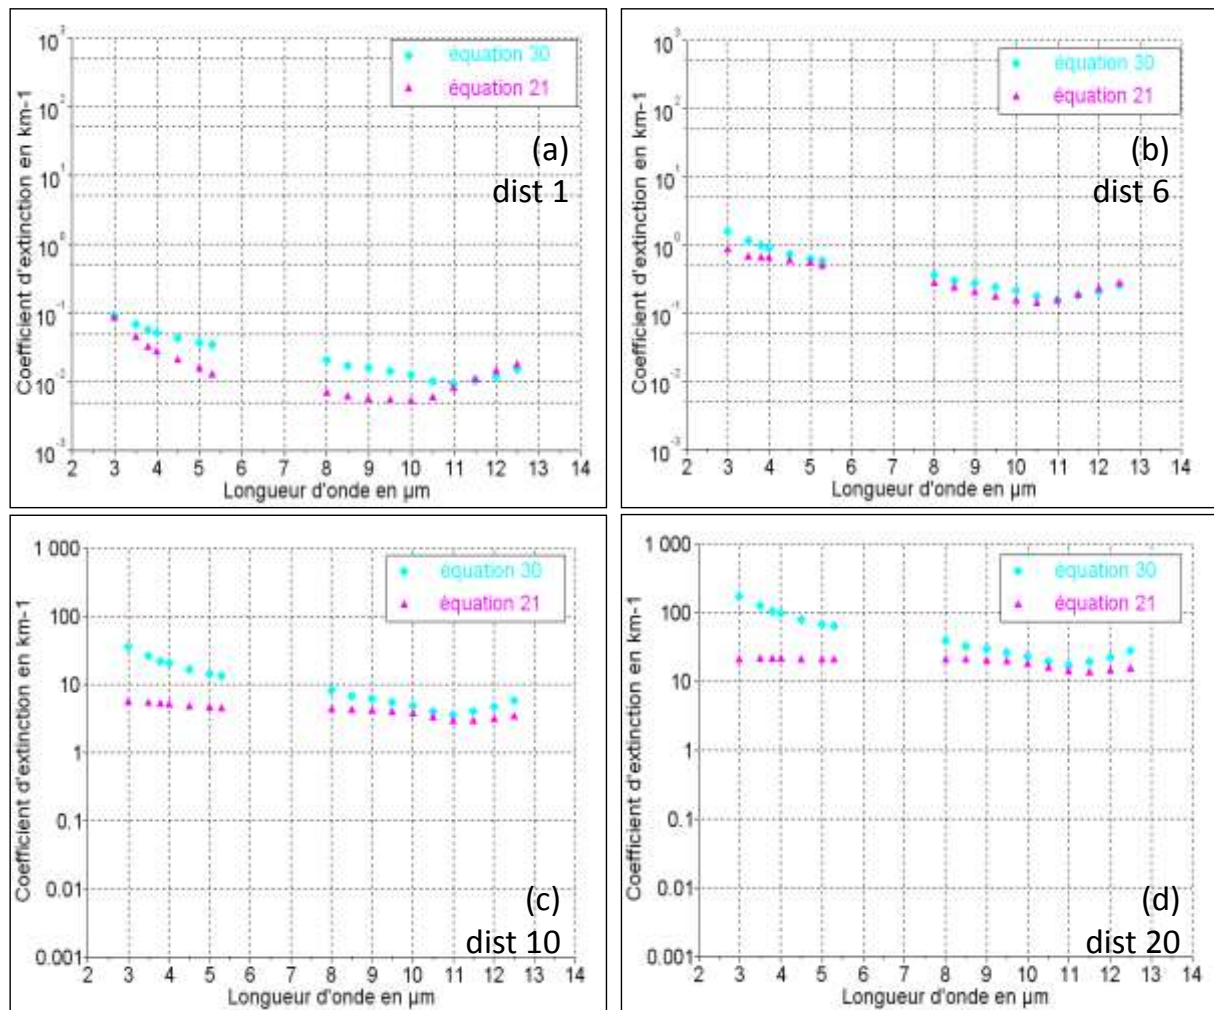 10³
10²
10¹
10⁰
10⁻¹
10⁻²
10⁻³
Coefficient d'extinction en km-1
équation 30
équation 21
(a)
dist 1
2 3 4 5 6 7 8 9 10 11 12 13 14
Longueur d'onde en µm
10³
10²
10¹
10⁰
10⁻¹
10⁻²
10⁻³
Coefficient d'extinction en km-1
équation 30
équation 21
(b)
dist 6
2 3 4 5 6 7 8 9 10 11 12 13 14
Longueur d'onde en µm
1 000
100
10
1
0.1
0.01
0.001
Coefficient d'extinction en km-1
équation 30
équation 21
(c)
dist 10
2 3 4 5 6 7 8 9 10 11 12 13 14
Longueur d'onde en µm
1 000
100
10
1
0.1
0.01
0.001
Coefficient d'extinction en km-1
équation 30
équation 21
(d)
dist 20
2 3 4 5 6 7 8 9 10 11 12 13 14
Longueur d'onde en µm